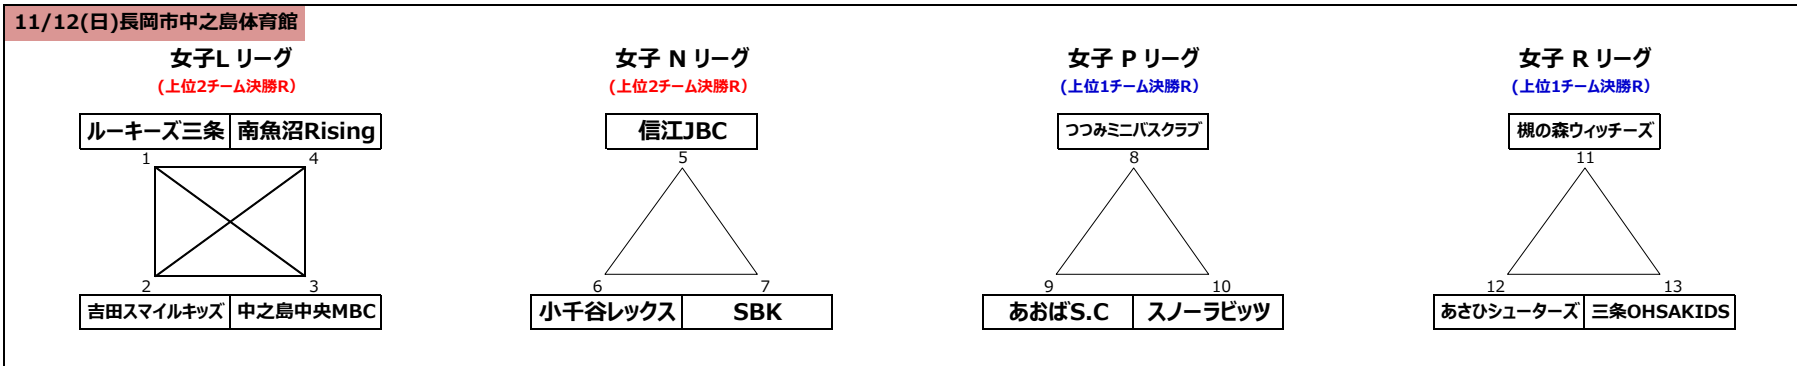 11/12(日)長岡市中之島体育館
女子L リーグ
(上位2チーム決勝R)
ルーキーズ三条 南魚沼Rising
1 4
2 3
吉田スマイルキッズ 中之島中央MBC
女子 N リーグ
(上位2チーム決勝R)
信江JBC
5
6 7
小千谷レックス SBK
女子 P リーグ
(上位1チーム決勝R)
つつみミニバスクラブ
8
9 10
あおばS.C スノーラビッツ
女子 R リーグ
(上位1チーム決勝R)
槻の森ウィッチーズ
11
12 13
あさひシューターズ 三条OHSAKIDS